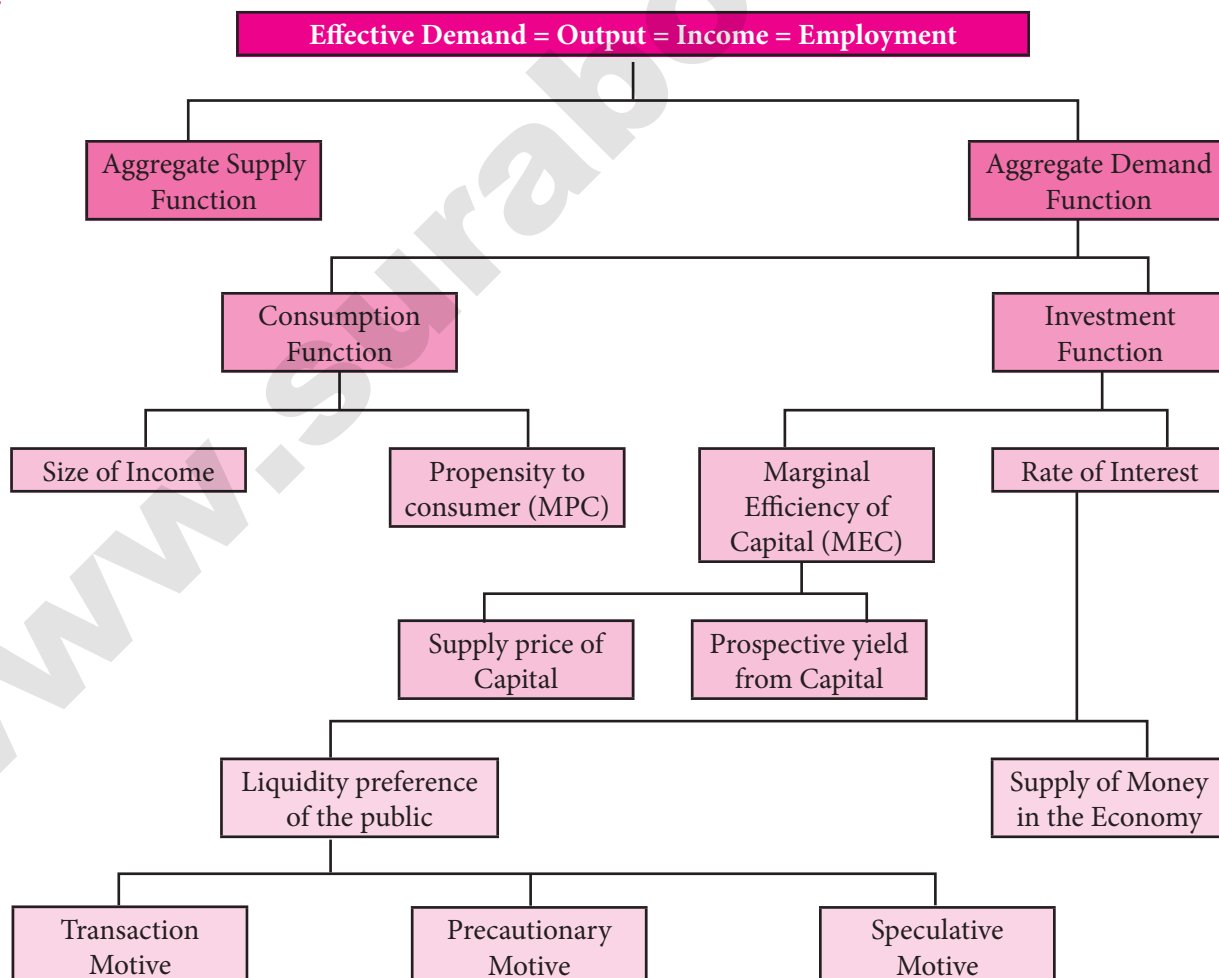 Effective Demand = Output = Income = Employment
Aggregate Supply
Function
Aggregate Demand
Function
Consumption
Function
Investment
Function
Size of Income
Propensity to
consumer (MPC)
Marginal
Efficiency of
Capital (MEC)
Rate of Interest
Supply price of
Capital
Prospective yield
from Capital
Liquidity preference
of the public
Supply of Money
in the Economy
Transaction
Motive
Precautionary
Motive
Speculative
Motive
www.surabo